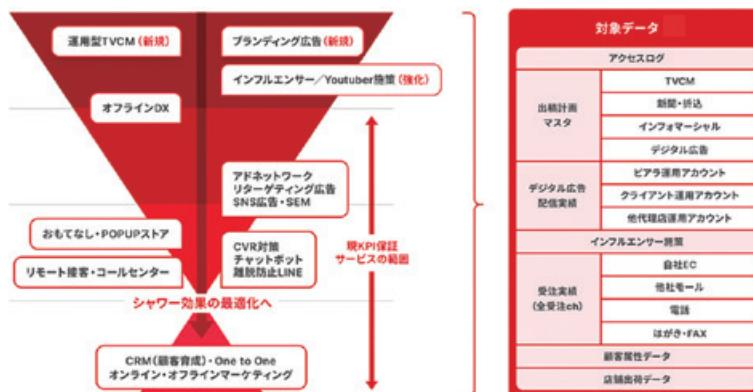 運用型TVCM（新規）
ブランディング広告（新規）
インフルエンサー／Youtuber施策（強化）
オフラインDX
アドネットワーク
リターゲティング広告
SNS広告・SEM
おもてなし・POPUPストア
リモート接客・コールセンター
CVR対策
チャットボット
離脱防止LINE
現KPI保証
サービスの範囲
シャワー効果の最適化へ
CRM（顧客育成）・One to One
オンライン・オフラインマーケティング
対象データ
アクセスログ
出稿計画
マスタ
TVCM
新聞・折込
インフォマーシャル
デジタル広告
デジタル広告
配信実績
ピアラ運用アカウント
クライアント運用アカウント
他代理店運用アカウント
インフルエンサー施策
受注実績
（全受注ch）
自社EC
他社モール
電話
はがき・FAX
顧客属性データ
店舗出荷データ